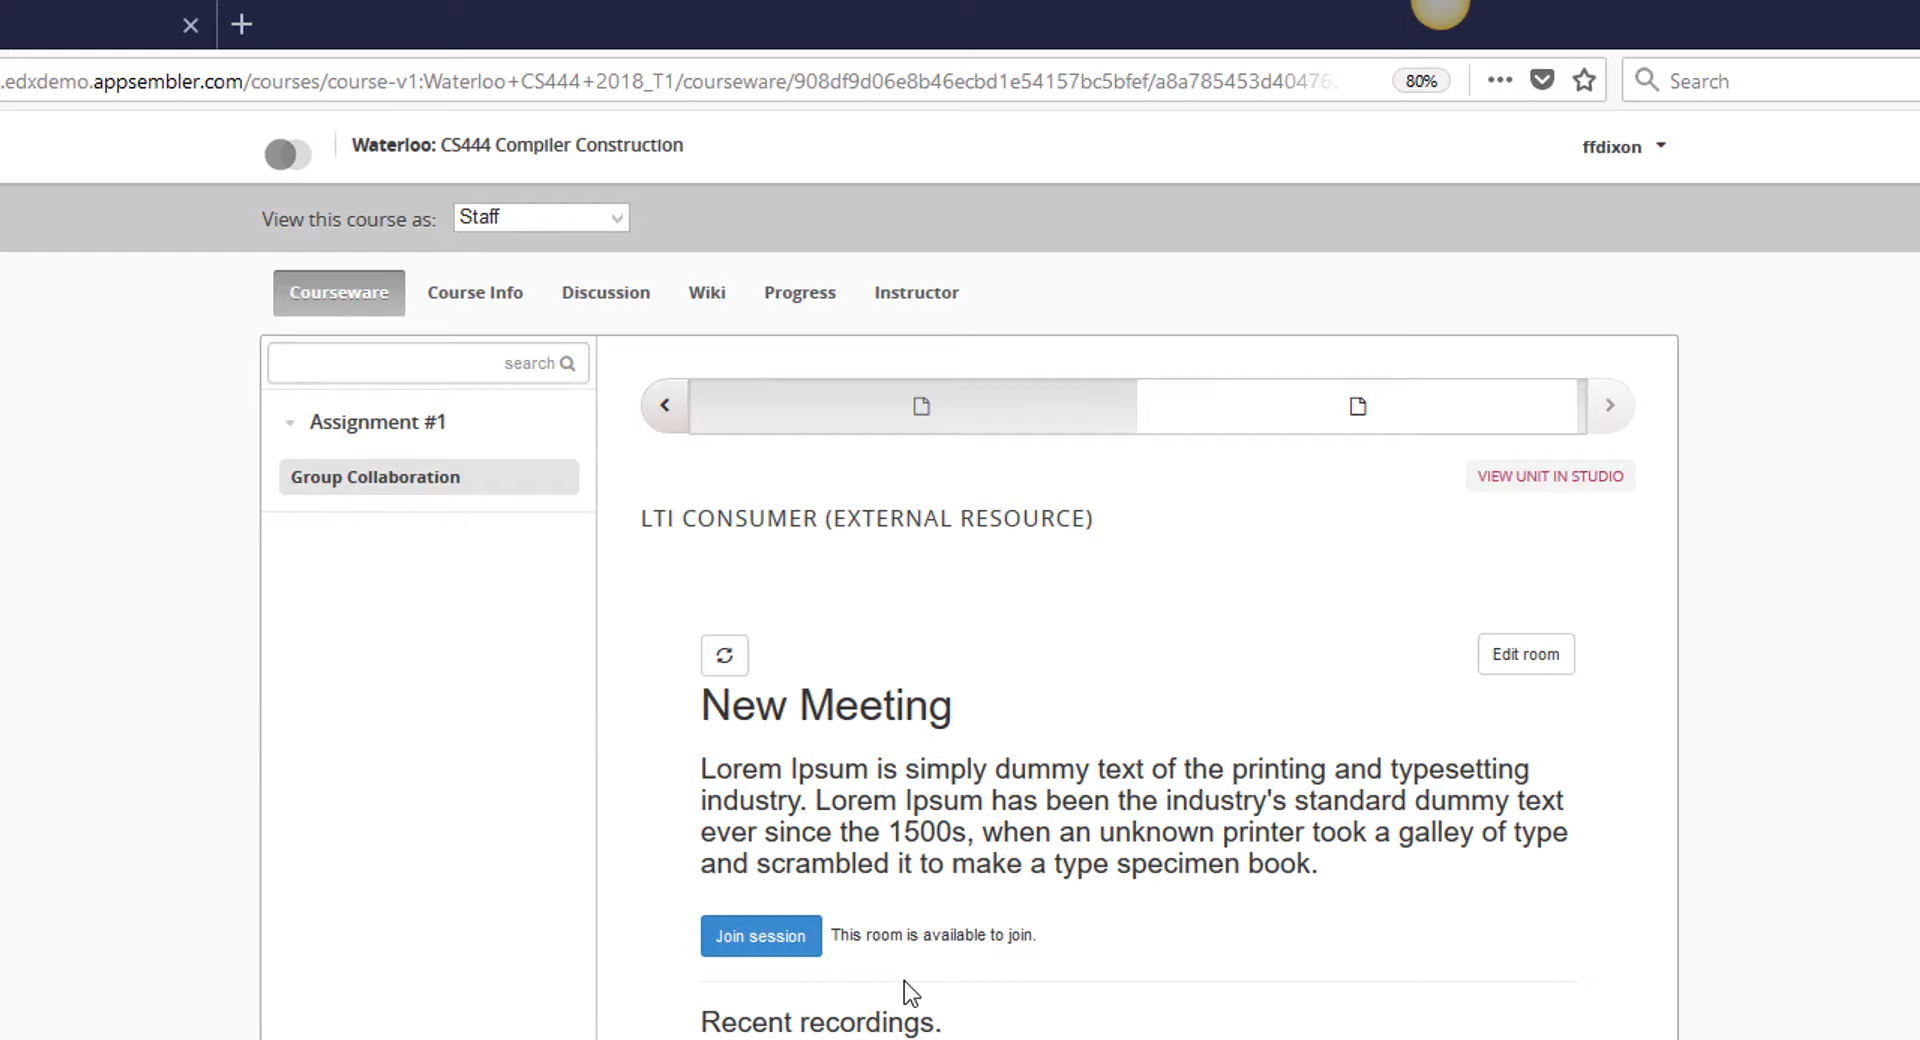 .edxdemo.appsembler.com/courses/course-v1:Waterloo+CS444+2018_T1/courseware/908df9d06e8b46ecbd1e54157bc5bfef/a8a785453d40476
80%
Search
Waterloo: CS444 Compiler Construction
ffdixon
View this course as:
Staff
Courseware
Course Info
Discussion
Wiki
Progress
Instructor
search
Assignment #1
Group Collaboration
VIEW UNIT IN STUDIO
LTI CONSUMER (EXTERNAL RESOURCE)
Edit room
New Meeting
Lorem Ipsum is simply dummy text of the printing and typesetting
industry. Lorem Ipsum has been the industry's standard dummy text
ever since the 1500s, when an unknown printer took a galley of type
and scrambled it to make a type specimen book.
Join session
This room is available to join.
Recent recordings.